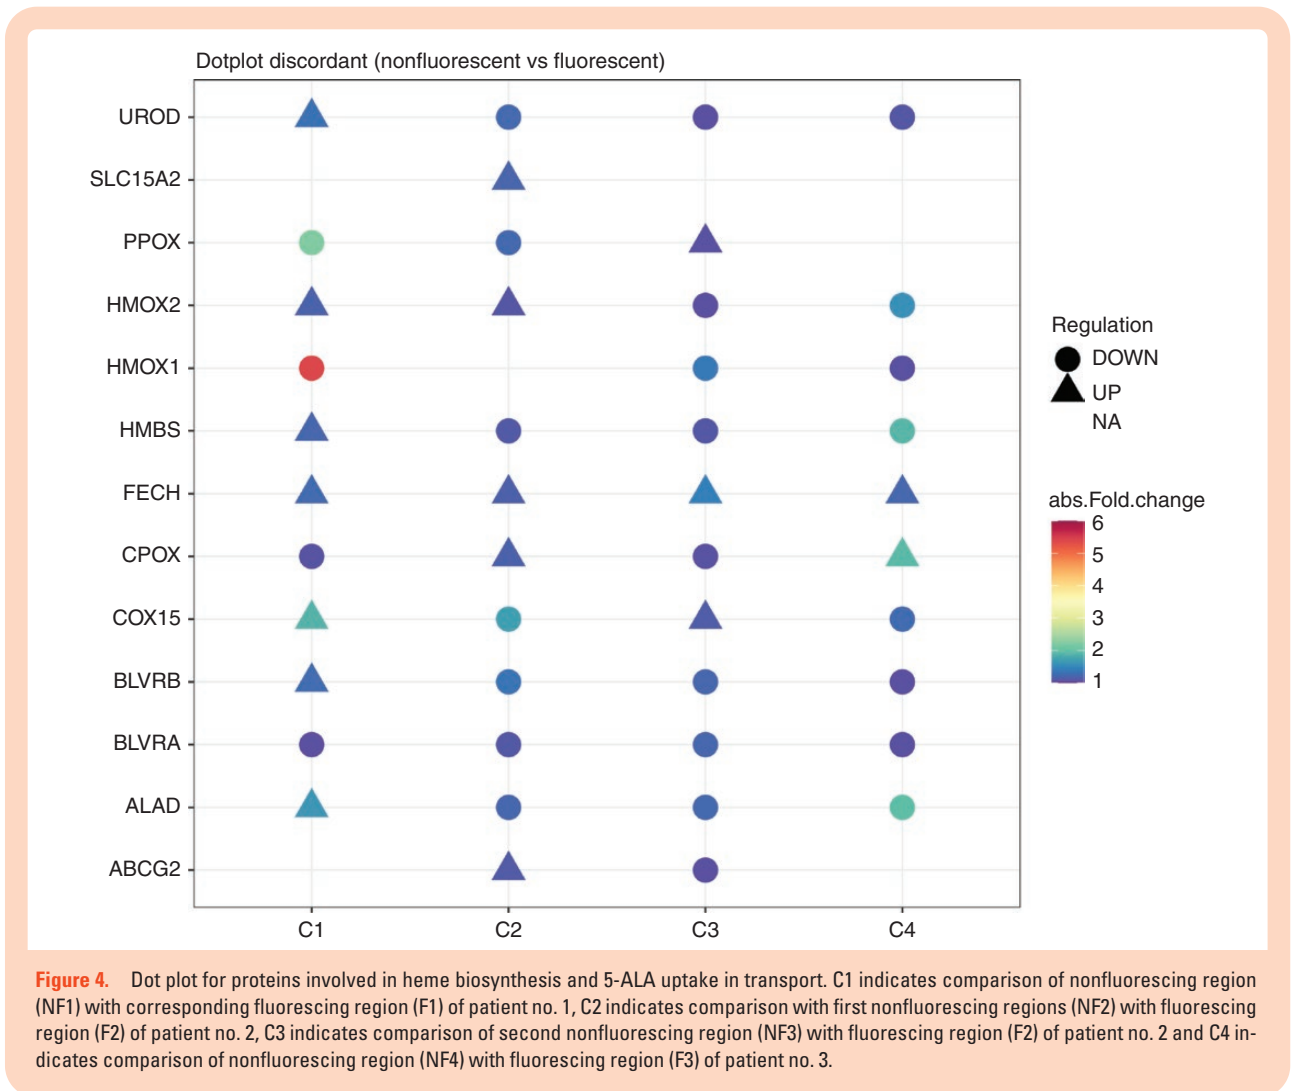 Dotplot discordant (nonfluorescent vs fluorescent)
UROD
SLC15A2
PPOX
HMOX2
HMOX1
HMBS
FECH
CPOX
COX15
BLVRB
BLVRA
ALAD
ABCG2
C1 C2 C3 C4
Regulation
DOWN
UP
NA
abs.Fold.change
6
5
4
3
2
1
Figure 4. Dot plot for proteins involved in heme biosynthesis and 5-ALA uptake in transport. C1 indicates comparison of nonfluorescing region
(NF1) with corresponding fluorescing region (F1) of patient no. 1, C2 indicates comparison with first nonfluorescing regions (NF2) with fluorescing
region (F2) of patient no. 2, C3 indicates comparison of second nonfluorescing region (NF3) with fluorescing region (F2) of patient no. 2 and C4 in-
dicates comparison of nonfluorescing region (NF4) with fluorescing region (F3) of patient no. 3.